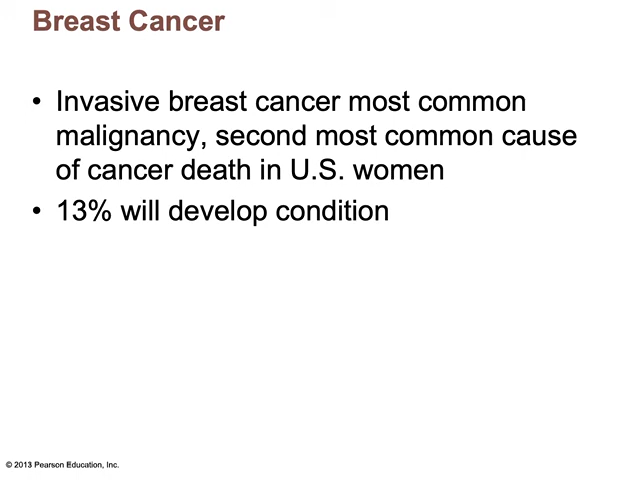 Breast Cancer
• Invasive breast cancer most common
malignancy, second most common cause
of cancer death in U.S. women
• 13% will develop condition
© 2013 Pearson Education, Inc.